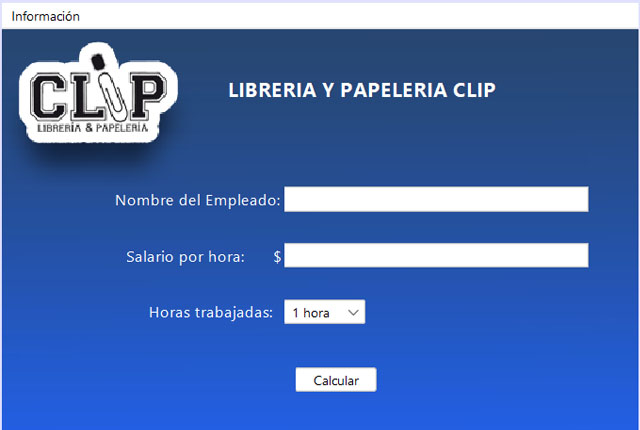 Información
CLIP
LIBRERÍA & PAPELERÍA
LIBRERIA Y PAPELERIA CLIP
Nombre del Empleado:
Salario por hora: $
Horas trabajadas: 1 hora
Calcular